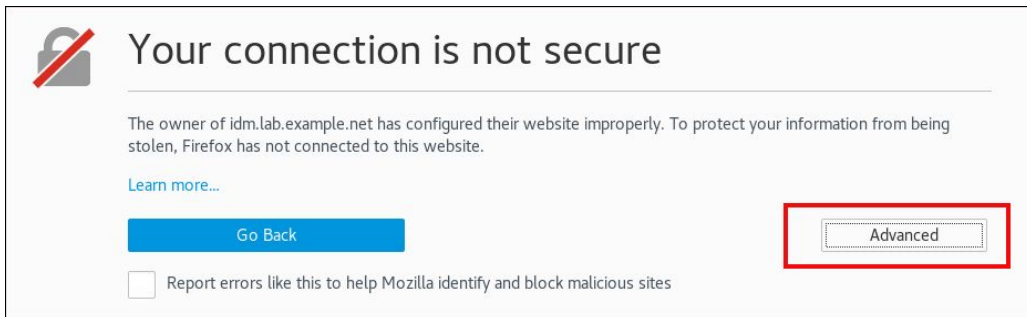 Your connection is not secure
The owner of idm.lab.example.net has configured their website improperly. To protect your information from being
stolen, Firefox has not connected to this website.
Learn more...
Go Back
Advanced
Report errors like this to help Mozilla identify and block malicious sites